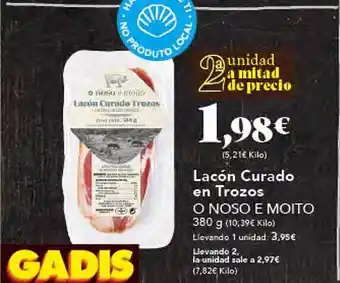 NO PRODUTO LOCAL
O NOSO E MOITO
Lacón Curado Trozos
2a unidad
a mitad
de precio
1,98€
(5,21€ Kilo)
Lacón Curado
en Trozos
O NOSO E MOITO
380 g (10,39€ Kilo)
Llevando 1 unidad: 3,95€
Llevando 2,
la unidad sale a 2,97€
(7,82€ Kilo)
GADIS